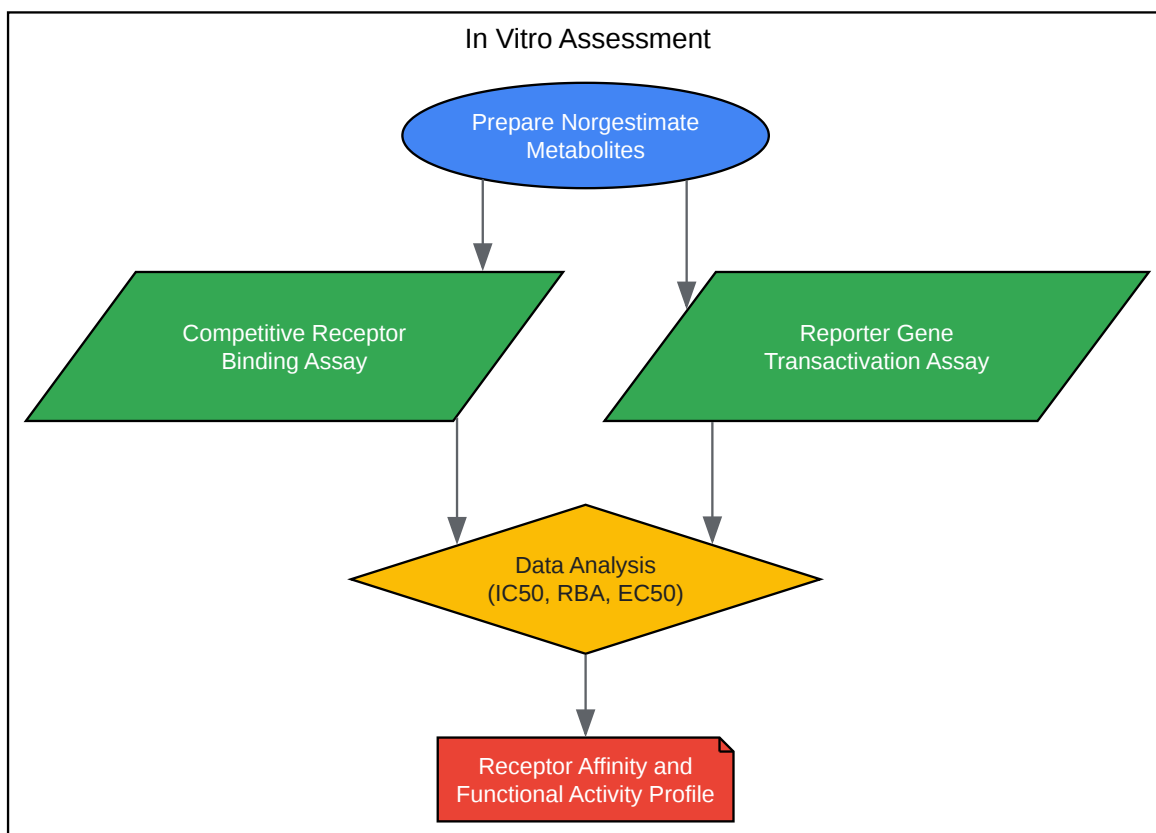 In Vitro Assessment
Prepare Norgestimate
Metabolites
Competitive Receptor
Binding Assay
Reporter Gene
Transactivation Assay
Data Analysis
(IC50, RBA, EC50)
Receptor Affinity and
Functional Activity Profile